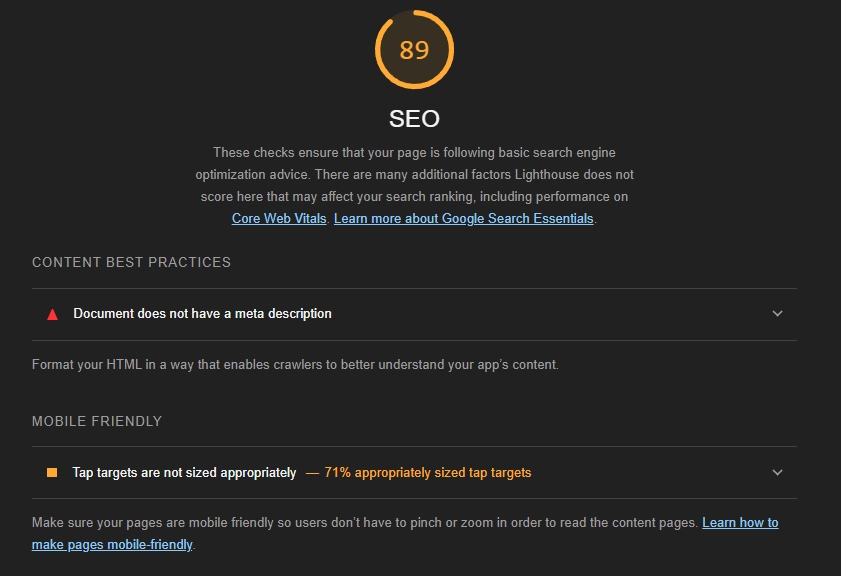 89
SEO
These checks ensure that your page is following basic search engine
optimization advice. There are many additional factors Lighthouse does not
score here that may affect your search ranking, including performance on
Core Web Vitals. Learn more about Google Search Essentials.
CONTENT BEST PRACTICES
Document does not have a meta description
Format your HTML in a way that enables crawlers to better understand your app's content.
MOBILE FRIENDLY
Tap targets are not sized appropriately — 71% appropriately sized tap targets
Make sure your pages are mobile friendly so users don't have to pinch or zoom in order to read the content pages. Learn how to
make pages mobile-friendly.